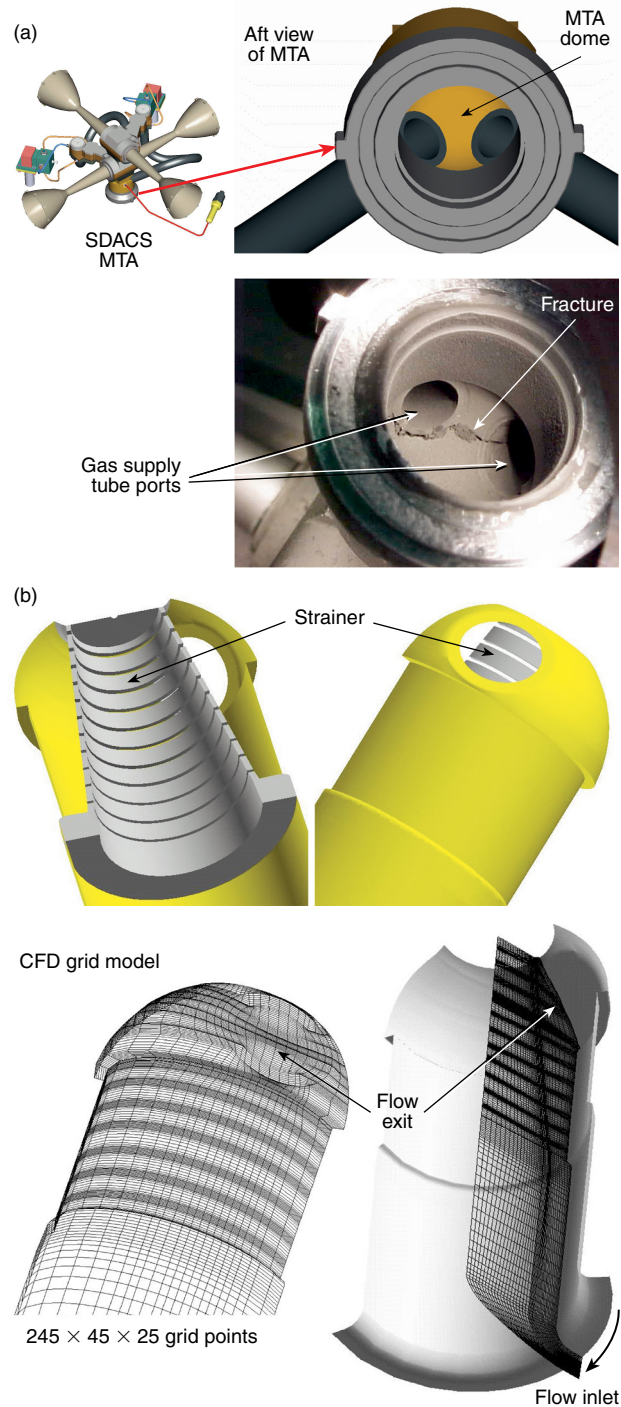 (a)
Aft view
of MTA
MTA
dome
SDACS
MTA
Fracture
Gas supply
tube ports
(b)
Strainer
CFD grid model
Flow
exit
245 × 45 × 25 grid points
Flow inlet